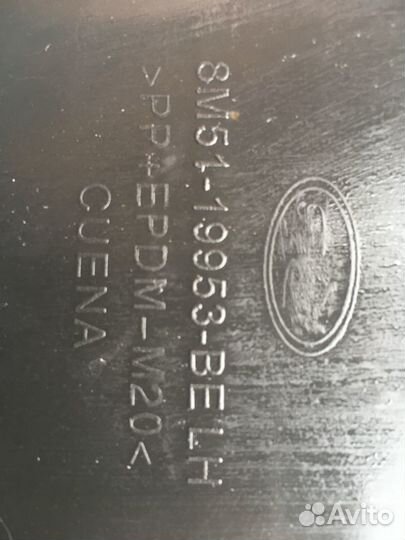 8M51-19953-BE LH
>PP+EPDM-M20<
CUENA
Avito